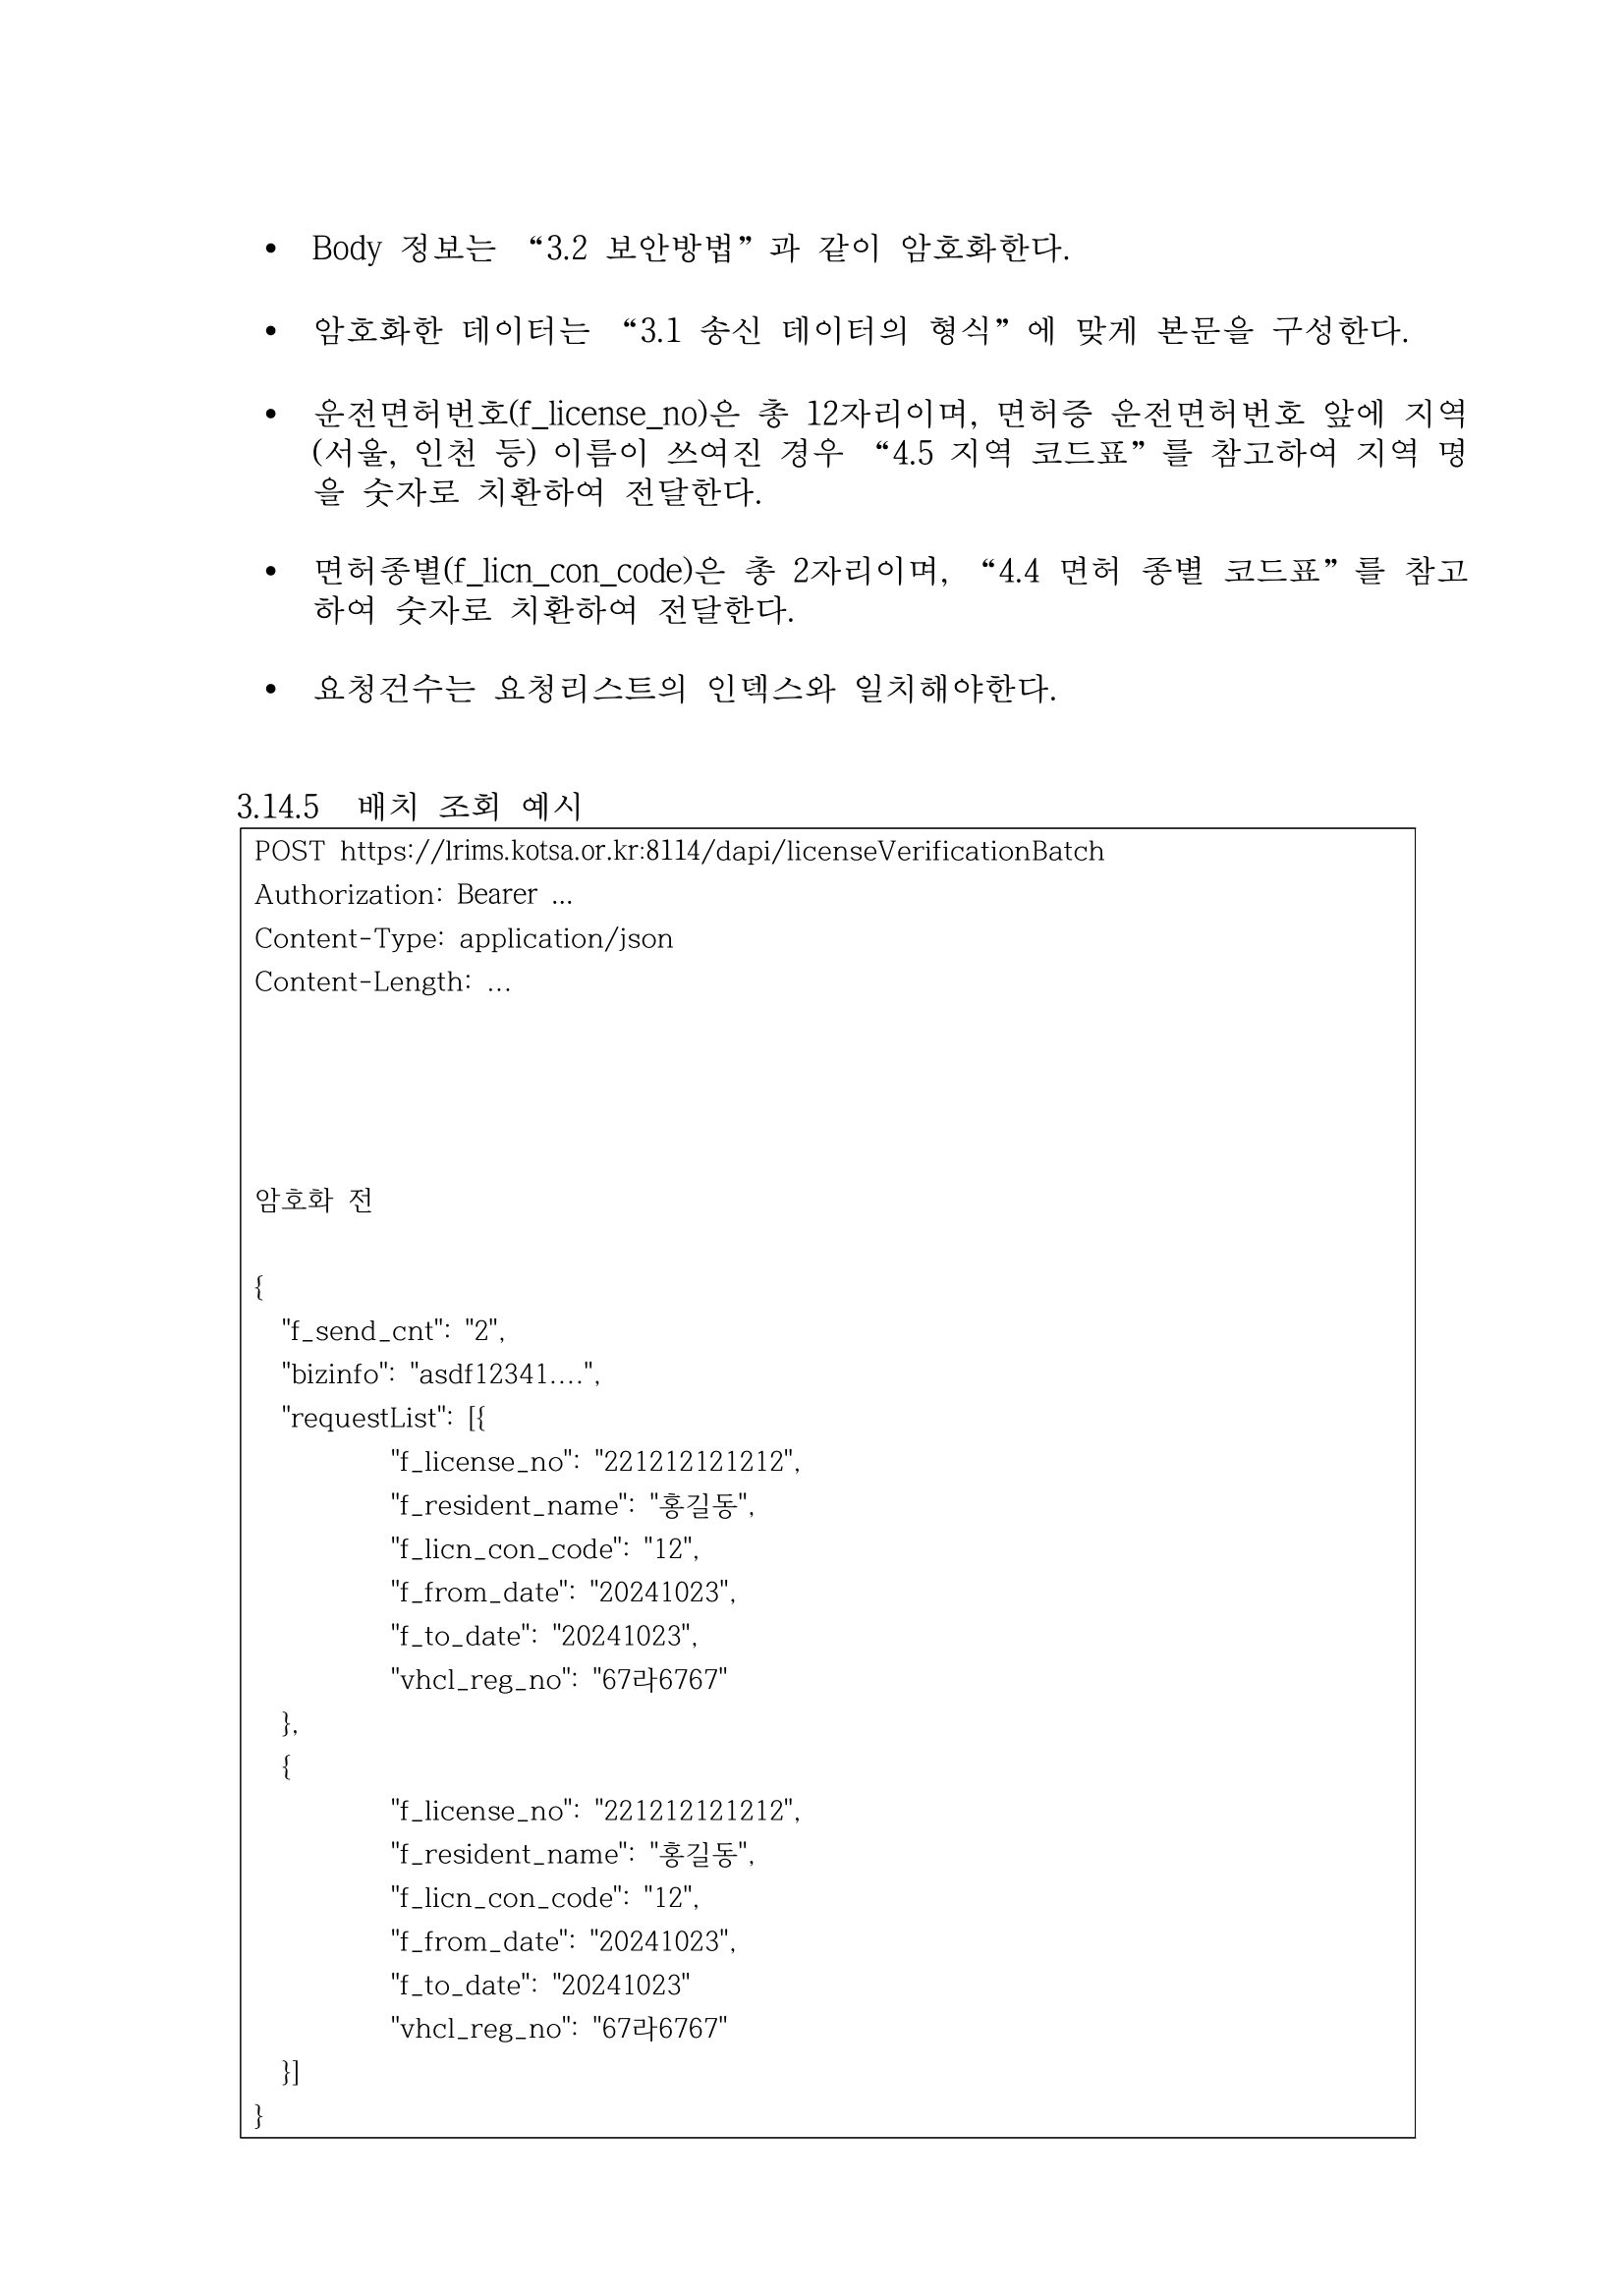 • Body 정보는 “3.2 보안방법”과 같이 암호화한다.
• 암호화한 데이터는 “3.1 송신 데이터의 형식”에 맞게 본문을 구성한다.
• 운전면허번호(f_license_no)은 총 12자리이며, 면허증 운전면허번호 앞에 지역
(서울, 인천 등) 이름이 쓰여진 경우 “4.5 지역 코드표”를 참고하여 지역 명
을 숫자로 치환하여 전달한다.
• 면허종별(f_licn_con_code)은 총 2자리이며, “4.4 면허 종별 코드표”를 참고
하여 숫자로 치환하여 전달한다.
• 요청건수는 요청리스트의 인덱스와 일치해야한다.
3.14.5 배치 조회 예시
POST https://lrims.kotsa.or.kr:8114/dapi/licenseVerificationBatch
Authorization: Bearer ...
Content-Type: application/json
Content-Length: ...
암호화 전
{
"f_send_cnt": "2",
"bizinfo": "asdf12341....",
"requestList": [{
"f_license_no": "221212121212",
"f_resident_name": "홍길동",
"f_licn_con_code": "12",
"f_from_date": "20241023",
"f_to_date": "20241023",
"vhcl_reg_no": "67라6767"
},
{
"f_license_no": "221212121212",
"f_resident_name": "홍길동",
"f_licn_con_code": "12",
"f_from_date": "20241023",
"f_to_date": "20241023"
"vhcl_reg_no": "67라6767"
}]
}